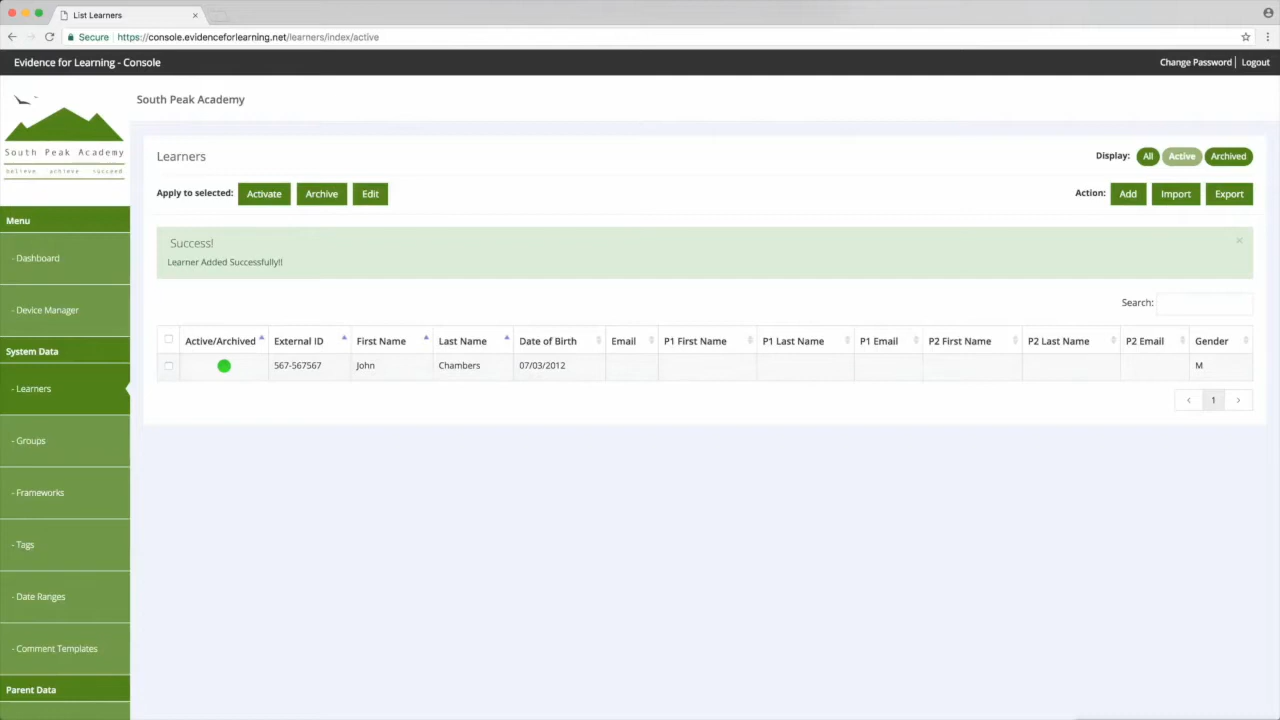 List Learners
Secure https://console.evidenceforlearning.net/learners/index/active
Evidence for Learning - Console
Change Password | Logout
South Peak Academy
believe achieve succeed
South Peak Academy
Learners
Display: All Active Archived
Apply to selected: Activate Archive Edit
Action: Add Import Export
Success!
Learner Added Successfully!!
Search:
Active/Archived External ID First Name Last Name Date of Birth Email P1 First Name P1 Last Name P1 Email P2 First Name P2 Last Name P2 Email Gender
567-567567 John Chambers 07/03/2012 M
1
Menu
- Dashboard
- Device Manager
System Data
- Learners
- Groups
- Frameworks
- Tags
- Date Ranges
- Comment Templates
Parent Data